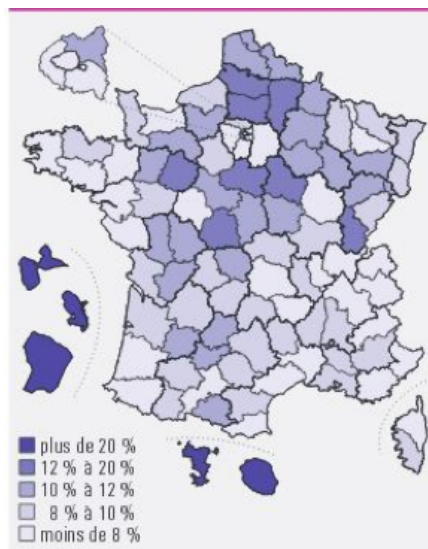 plus de 20 %
12 % à 20 %
10 % à 12 %
8 % à 10 %
moins de 8 %